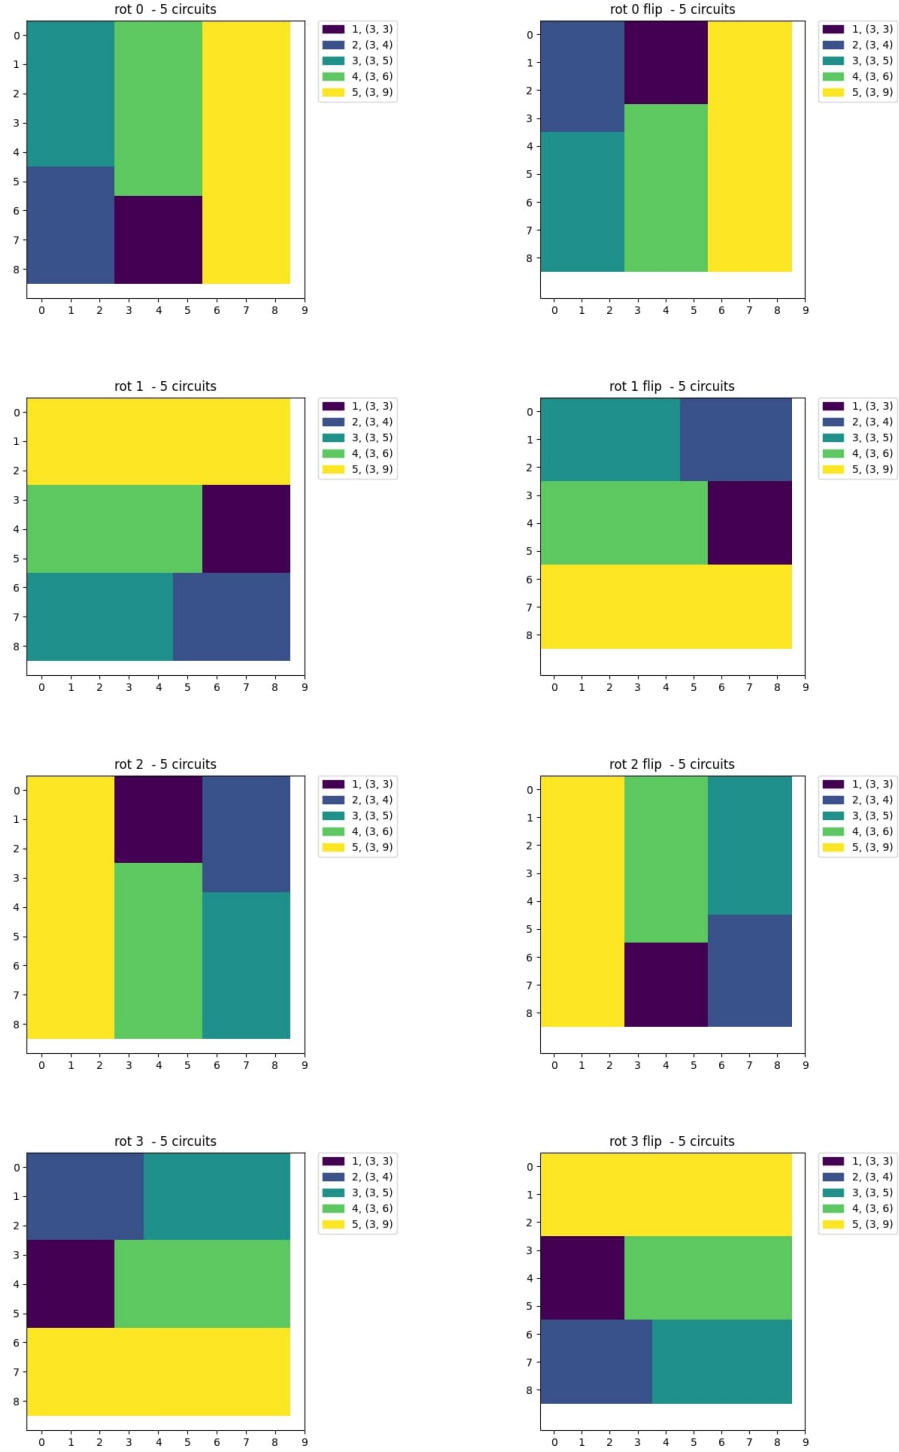 rot 0  - 5 circuits
0
1
2
3
4
5
6
7
8
0 1 2 3 4 5 6 7 8 9
1, (3, 3)
2, (3, 4)
3, (3, 5)
4, (3, 6)
5, (3, 9)
rot 0 flip  - 5 circuits
0
1
2
3
4
5
6
7
8
0 1 2 3 4 5 6 7 8 9
1, (3, 3)
2, (3, 4)
3, (3, 5)
4, (3, 6)
5, (3, 9)
rot 1  - 5 circuits
0
1
2
3
4
5
6
7
8
0 1 2 3 4 5 6 7 8 9
1, (3, 3)
2, (3, 4)
3, (3, 5)
4, (3, 6)
5, (3, 9)
rot 1 flip  - 5 circuits
0
1
2
3
4
5
6
7
8
0 1 2 3 4 5 6 7 8 9
1, (3, 3)
2, (3, 4)
3, (3, 5)
4, (3, 6)
5, (3, 9)
rot 2  - 5 circuits
0
1
2
3
4
5
6
7
8
0 1 2 3 4 5 6 7 8 9
1, (3, 3)
2, (3, 4)
3, (3, 5)
4, (3, 6)
5, (3, 9)
rot 2 flip  - 5 circuits
0
1
2
3
4
5
6
7
8
0 1 2 3 4 5 6 7 8 9
1, (3, 3)
2, (3, 4)
3, (3, 5)
4, (3, 6)
5, (3, 9)
rot 3  - 5 circuits
0
1
2
3
4
5
6
7
8
0 1 2 3 4 5 6 7 8 9
1, (3, 3)
2, (3, 4)
3, (3, 5)
4, (3, 6)
5, (3, 9)
rot 3 flip  - 5 circuits
0
1
2
3
4
5
6
7
8
0 1 2 3 4 5 6 7 8 9
1, (3, 3)
2, (3, 4)
3, (3, 5)
4, (3, 6)
5, (3, 9)